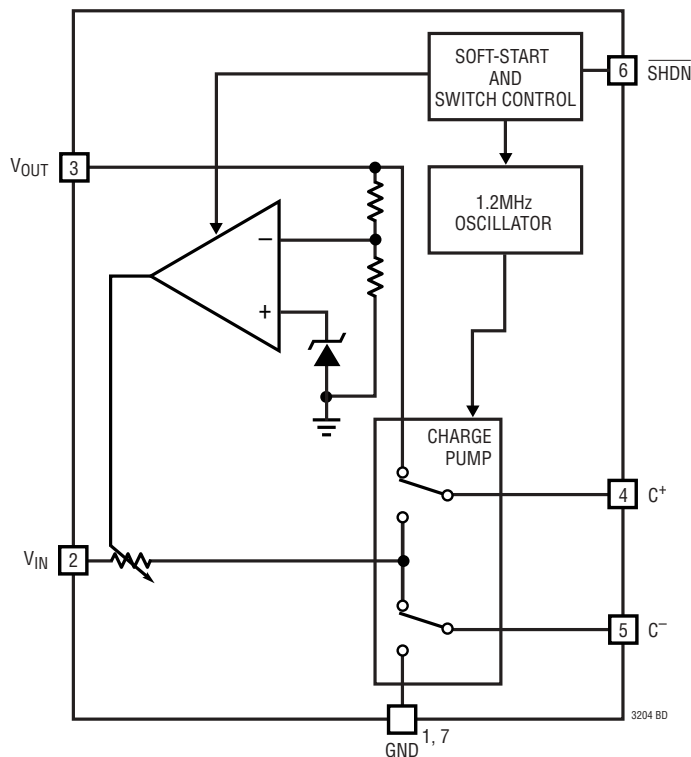 SOFT-START
AND
SWITCH CONTROL
6
SHDN
VOUT
3
1.2MHz
OSCILLATOR
–
+
CHARGE
PUMP
4
C+
VIN
2
5
C–
3204 BD
1, 7
GND